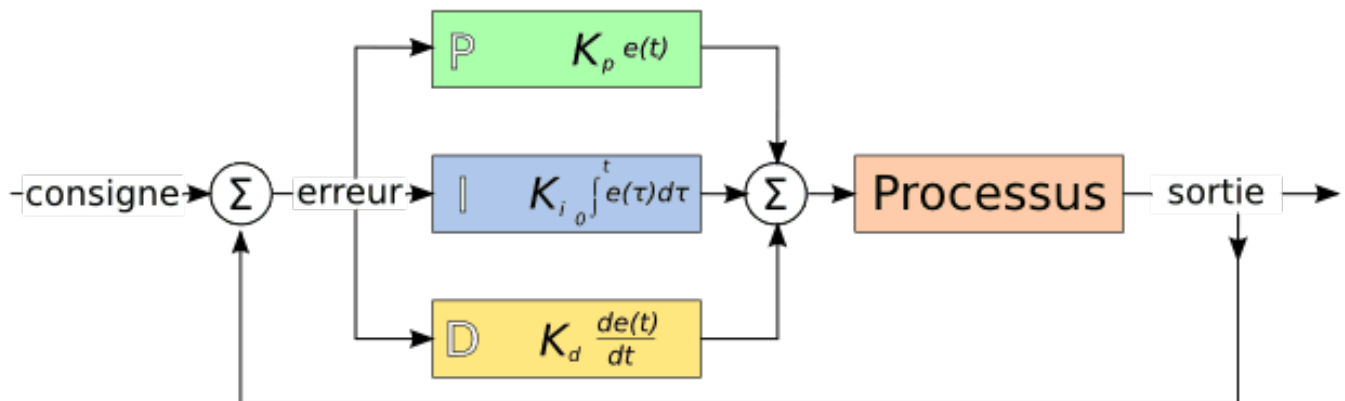 P K_p e(t)
consigne Σ erreur I K_i ∫_0^t e(τ)dτ Σ Processus sortie
D K_d de(t)/dt